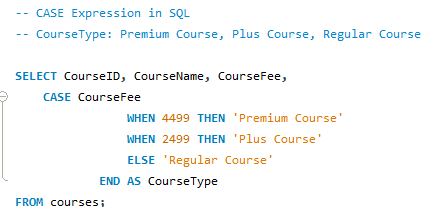 -- CASE Expression in SQL
-- CourseType: Premium Course, Plus Course, Regular Course
SELECT CourseID, CourseName, CourseFee,
CASE CourseFee
WHEN 4499 THEN 'Premium Course'
WHEN 2499 THEN 'Plus Course'
ELSE 'Regular Course'
END AS CourseType
FROM courses;